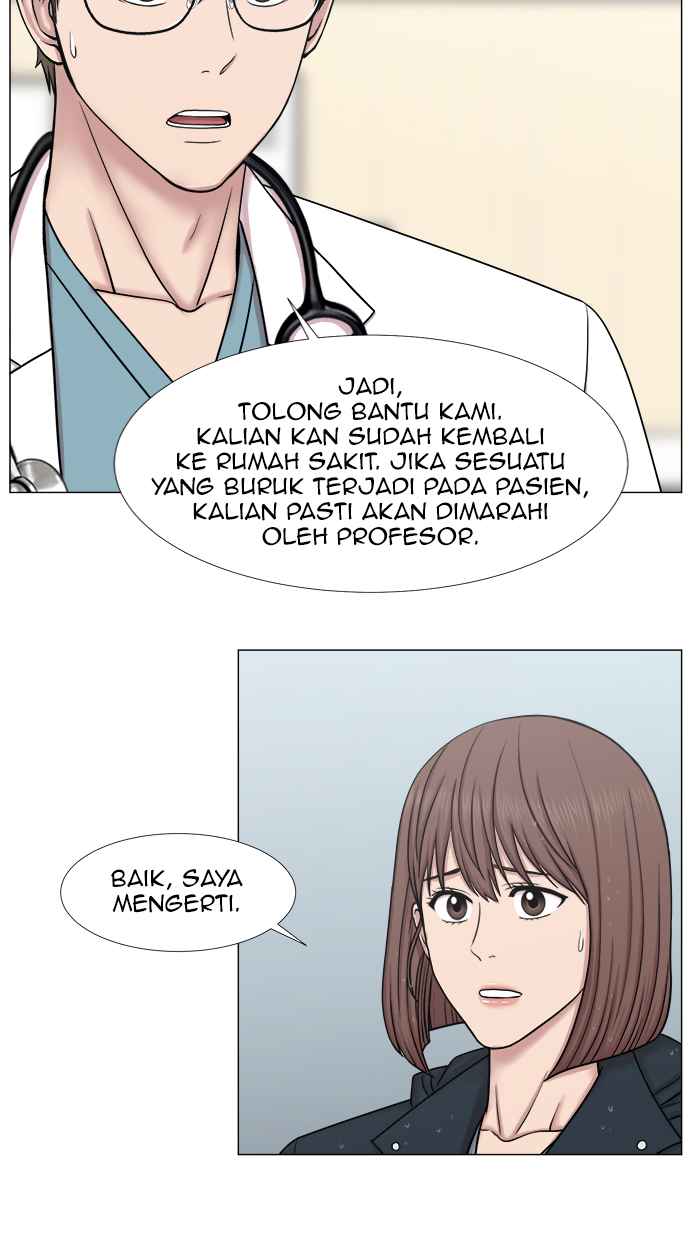 JADI,
TOLONG BANTU KAMI.
KALIAN KAN SUDAH KEMBALI
KE RUMAH SAKIT. JIKA SESUATU
YANG BURUK TERJADI PADA PASIEN,
KALIAN PASTI AKAN DIMARAHI
OLEH PROFESOR.
BAIK, SAYA
MENGERTI.